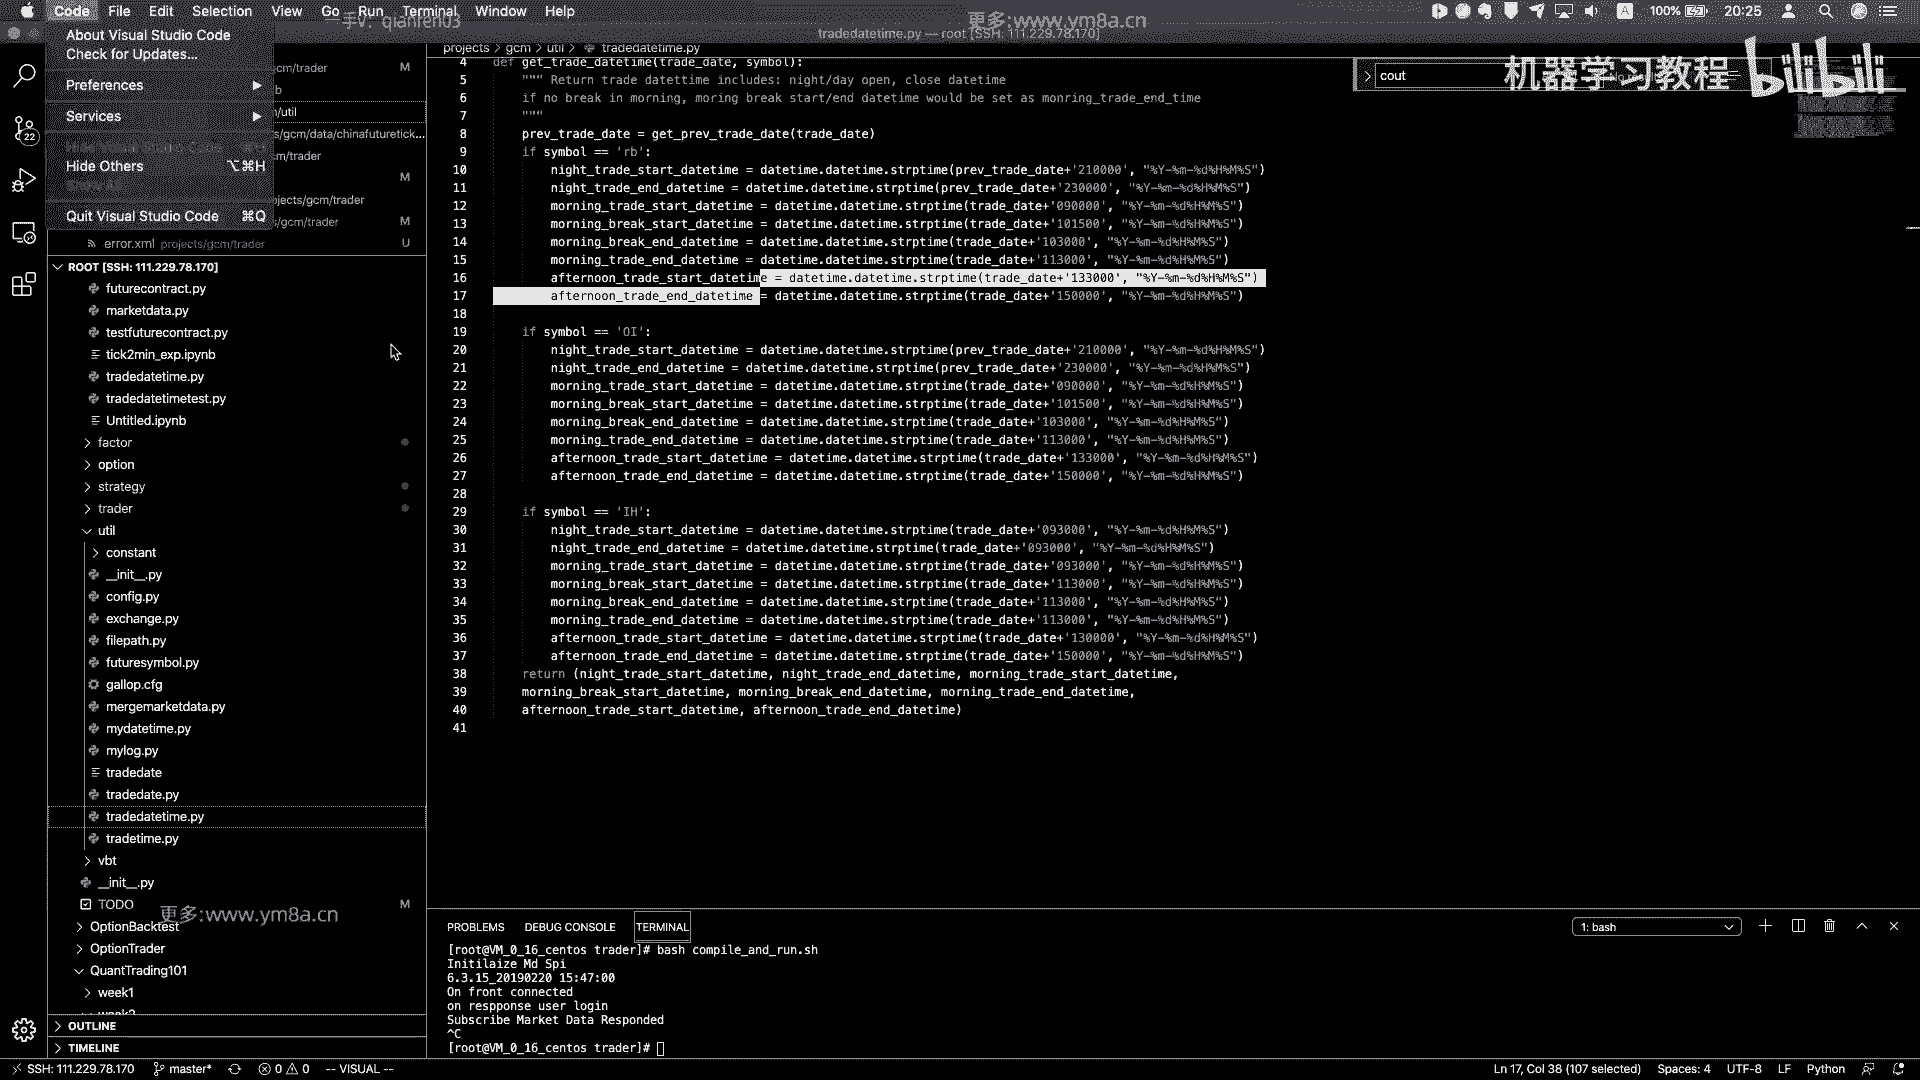 Code File Edit Selection View Go Run Terminal Window Help
100% 20:25
一手v: qianren03
更多:www.ym8a.cn
tradedatetime.py — root [SSH: 111.229.78.170]
About Visual Studio Code
Check for Updates...
Preferences
Services
Hide Others ⌥⌘H
Quit Visual Studio Code ⌘Q
cm/trader M
b
/util
s/gcm/data/chinafuturetick...
cm/trader
M
jects/gcm/trader
s/gcm/trader M
error.xml projects/gcm/trader U
22
ROOT [SSH: 111.229.78.170]
futurecontract.py
marketdata.py
testfuturecontract.py
tick2min_exp.ipynb
tradedatetime.py
tradedatetimetest.py
Untitled.ipynb
factor
option
strategy
trader
util
constant
__init__.py
config.py
exchange.py
filepath.py
futuresymbol.py
gallop.cfg
mergemarketdata.py
mydatetime.py
mylog.py
tradedate
tradedate.py
tradedatetime.py
tradetime.py
vbt
__init__.py
TODO M
更多:www.ym8a.cn
OptionBacktest
OptionTrader
QuantTrading101
week1
OUTLINE
TIMELINE
projects > gcm > util > tradedatetime.py
cout
机器学习教程 bilibili
4 def get_trade_datetime(trade_date, symbol):
5 """ Return trade datettime includes: night/day open, close datetime
6 if no break in morning, moring break start/end datetime would be set as monring_trade_end_time
7 """
8 prev_trade_date = get_prev_trade_date(trade_date)
9 if symbol == 'rb':
10 night_trade_start_datetime = datetime.datetime.strptime(prev_trade_date+'210000', "%Y-%m-%d%H%M%S")
11 night_trade_end_datetime = datetime.datetime.strptime(prev_trade_date+'230000', "%Y-%m-%d%H%M%S")
12 morning_trade_start_datetime = datetime.datetime.strptime(trade_date+'090000', "%Y-%m-%d%H%M%S")
13 morning_break_start_datetime = datetime.datetime.strptime(trade_date+'101500', "%Y-%m-%d%H%M%S")
14 morning_break_end_datetime = datetime.datetime.strptime(trade_date+'103000', "%Y-%m-%d%H%M%S")
15 morning_trade_end_datetime = datetime.datetime.strptime(trade_date+'113000', "%Y-%m-%d%H%M%S")
16 afternoon_trade_start_datetime = datetime.datetime.strptime(trade_date+'133000', "%Y-%m-%d%H%M%S")
17 afternoon_trade_end_datetime = datetime.datetime.strptime(trade_date+'150000', "%Y-%m-%d%H%M%S")
18
19 if symbol == 'OI':
20 night_trade_start_datetime = datetime.datetime.strptime(prev_trade_date+'210000', "%Y-%m-%d%H%M%S")
21 night_trade_end_datetime = datetime.datetime.strptime(prev_trade_date+'230000', "%Y-%m-%d%H%M%S")
22 morning_trade_start_datetime = datetime.datetime.strptime(trade_date+'090000', "%Y-%m-%d%H%M%S")
23 morning_break_start_datetime = datetime.datetime.strptime(trade_date+'101500', "%Y-%m-%d%H%M%S")
24 morning_break_end_datetime = datetime.datetime.strptime(trade_date+'103000', "%Y-%m-%d%H%M%S")
25 morning_trade_end_datetime = datetime.datetime.strptime(trade_date+'113000', "%Y-%m-%d%H%M%S")
26 afternoon_trade_start_datetime = datetime.datetime.strptime(trade_date+'133000', "%Y-%m-%d%H%M%S")
27 afternoon_trade_end_datetime = datetime.datetime.strptime(trade_date+'150000', "%Y-%m-%d%H%M%S")
28
29 if symbol == 'IH':
30 night_trade_start_datetime = datetime.datetime.strptime(trade_date+'093000', "%Y-%m-%d%H%M%S")
31 night_trade_end_datetime = datetime.datetime.strptime(trade_date+'093000', "%Y-%m-%d%H%M%S")
32 morning_trade_start_datetime = datetime.datetime.strptime(trade_date+'093000', "%Y-%m-%d%H%M%S")
33 morning_break_start_datetime = datetime.datetime.strptime(trade_date+'113000', "%Y-%m-%d%H%M%S")
34 morning_break_end_datetime = datetime.datetime.strptime(trade_date+'113000', "%Y-%m-%d%H%M%S")
35 morning_trade_end_datetime = datetime.datetime.strptime(trade_date+'113000', "%Y-%m-%d%H%M%S")
36 afternoon_trade_start_datetime = datetime.datetime.strptime(trade_date+'130000', "%Y-%m-%d%H%M%S")
37 afternoon_trade_end_datetime = datetime.datetime.strptime(trade_date+'150000', "%Y-%m-%d%H%M%S")
38 return (night_trade_start_datetime, night_trade_end_datetime, morning_trade_start_datetime,
39 morning_break_start_datetime, morning_break_end_datetime, morning_trade_end_datetime,
40 afternoon_trade_start_datetime, afternoon_trade_end_datetime)
41
PROBLEMS DEBUG CONSOLE TERMINAL 1: bash
[root@VM_0_16_centos trader]# bash compile_and_run.sh
Initilaize Md Spi
6.3.15_20190220 15:47:00
On front connected
on respponse user login
Subscribe Market Data Responded
^C
[root@VM_0_16_centos trader]#
SSH: 111.229.78.170 master* 0 0 -- VISUAL -- Ln 17, Col 38 (107 selected) Spaces: 4 UTF-8 LF Python